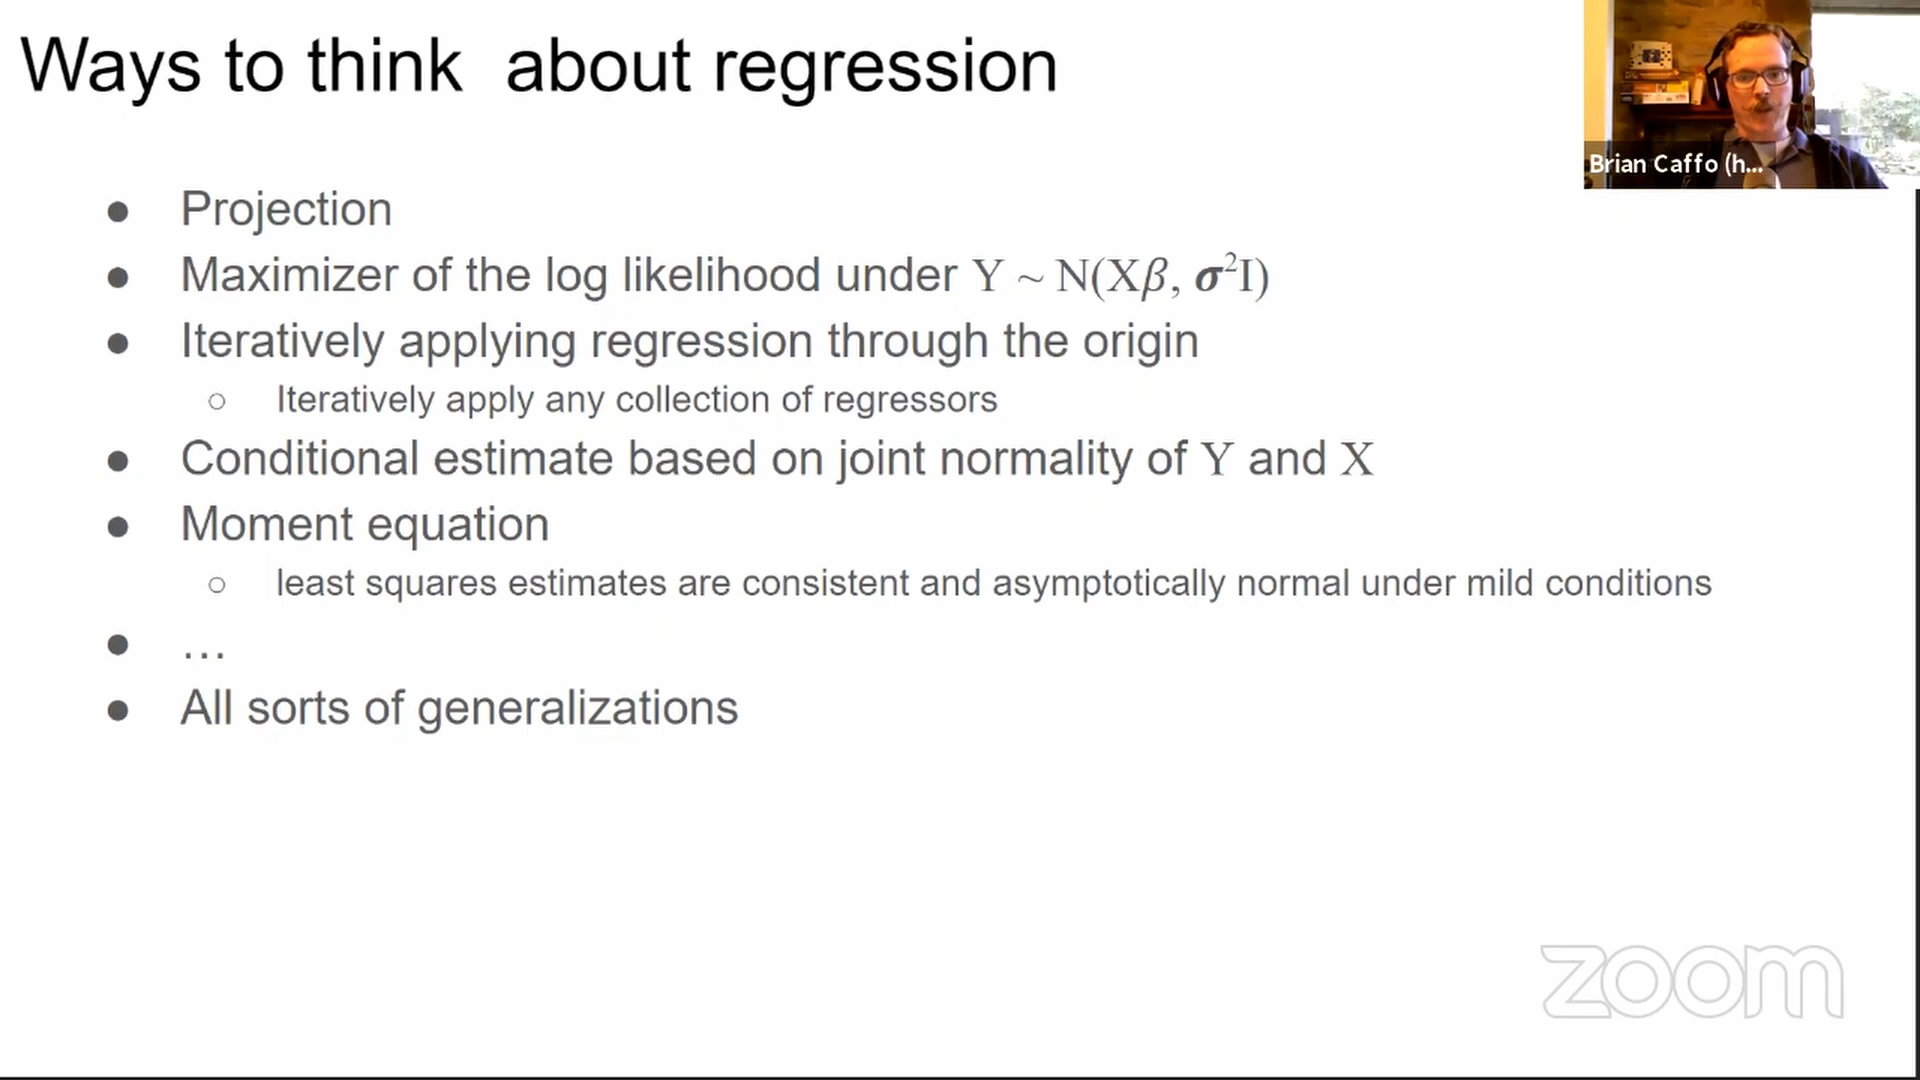 Ways to think about regression
Brian Caffo (h...
● Projection
● Maximizer of the log likelihood under Y ~ N(Xβ, σ²I)
● Iteratively applying regression through the origin
○ Iteratively apply any collection of regressors
● Conditional estimate based on joint normality of Y and X
● Moment equation
○ least squares estimates are consistent and asymptotically normal under mild conditions
● …
● All sorts of generalizations
zoom